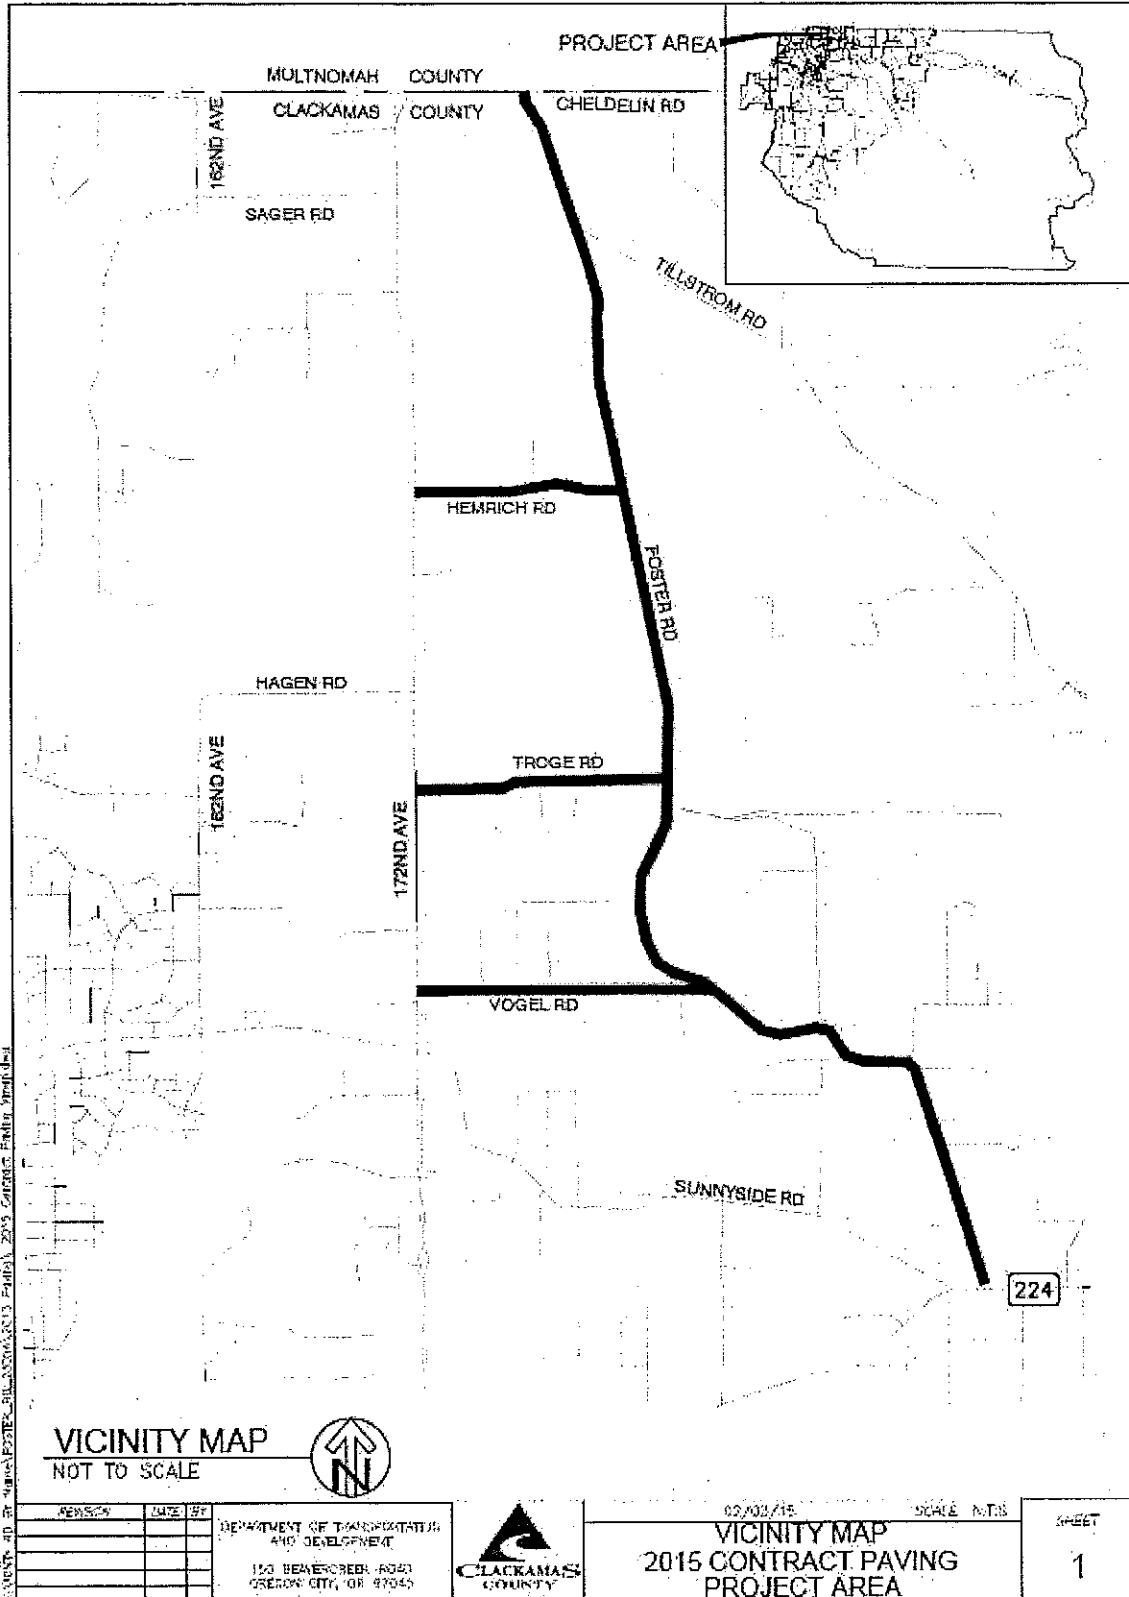 PROJECT AREA
MULTNOMAH COUNTY
CLACKAMAS COUNTY
CHELDELIN RD
162ND AVE
SAGER RD
TILLSTROM RD
HEMRICH RD
FOSTER RD
HAGEN RD
162ND AVE
TROGE RD
172ND AVE
VOGEL RD
SUNNYSIDE RD
224
VICINITY MAP
NOT TO SCALE
N
REVISION DATE BY
DEPARTMENT OF TRANSPORTATION
AND DEVELOPMENT
150 BEAVERCREEK ROAD
OREGON CITY, OR 97045
CLACKAMAS
COUNTY
SCALE N.T.S
VICINITY MAP
2015 CONTRACT PAVING
PROJECT AREA
SHEET
1